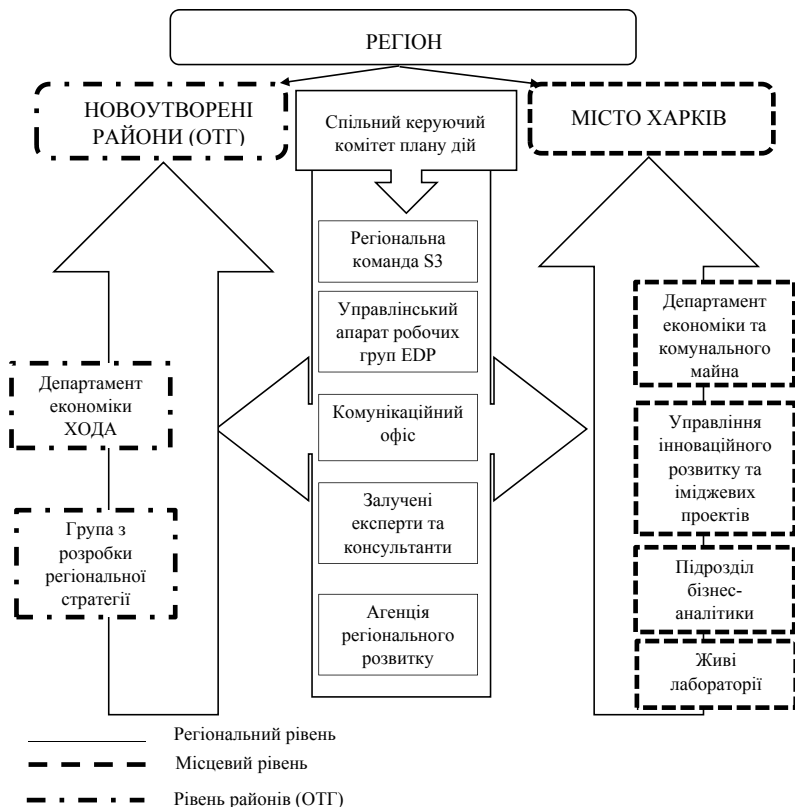 РЕГІОН
НОВОУТВОРЕНІ
РАЙОНИ (ОТГ)
Спільний керуючий
комітет плану дій
МІСТО ХАРКІВ
Регіональна
команда S3
Управлінський
апарат робочих
груп EDP
Комунікаційний
офіс
Залучені
експерти та
консультанти
Агенція
регіонального
розвитку
Департамент
економіки
ХОДА
Група з
розробки
регіональної
стратегії
Департамент
економіки та
комунального
майна
Управління
інноваційного
розвитку та
іміджевих
проектів
Підрозділ
бізнес-
аналітики
Живі
лабораторії
Регіональний рівень
Місцевий рівень
Рівень районів (ОТГ)